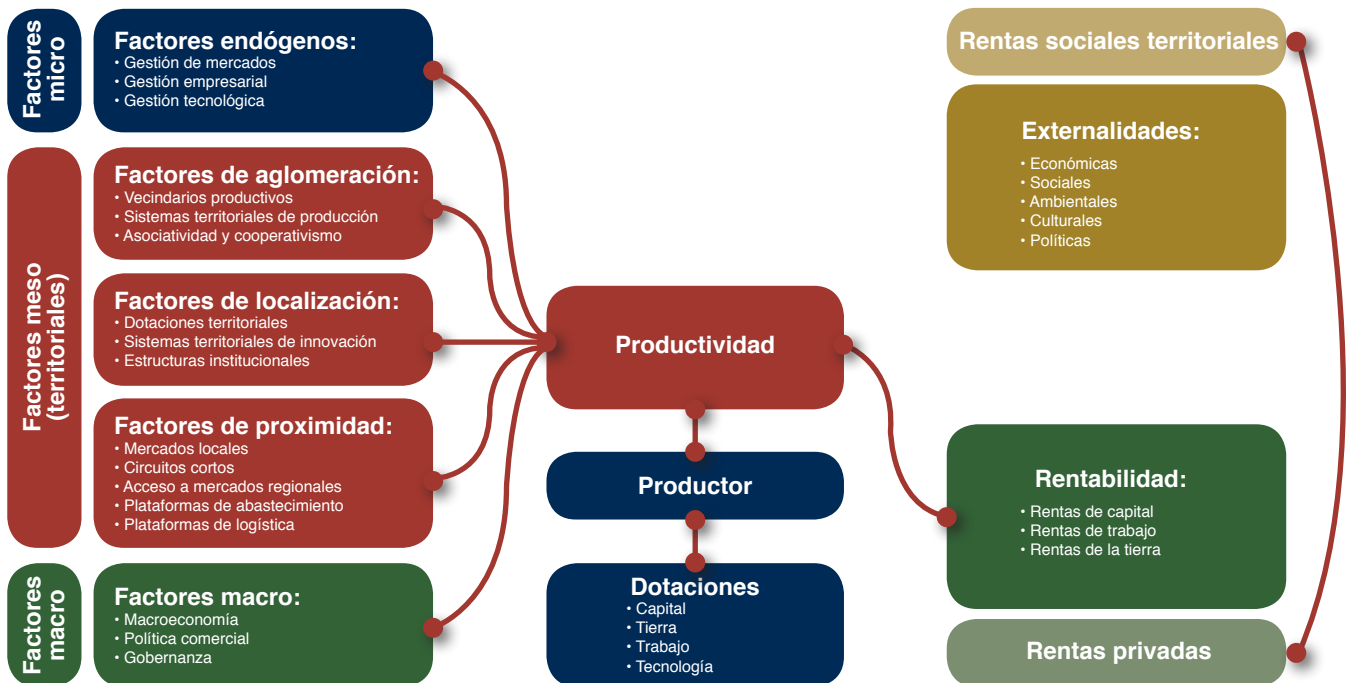 Factores
micro
Factores endógenos:
• Gestión de mercados
• Gestión empresarial
• Gestión tecnológica
Factores meso
(territoriales)
Factores de aglomeración:
• Vecindarios productivos
• Sistemas territoriales de producción
• Asociatividad y cooperativismo
Factores de localización:
• Dotaciones territoriales
• Sistemas territoriales de innovación
• Estructuras institucionales
Factores de proximidad:
• Mercados locales
• Circuitos cortos
• Acceso a mercados regionales
• Plataformas de abastecimiento
• Plataformas de logística
Factores
macro
Factores macro:
• Macroeconomía
• Política comercial
• Gobernanza
Productividad
Productor
Dotaciones
• Capital
• Tierra
• Trabajo
• Tecnología
Rentas sociales territoriales
Externalidades:
• Económicas
• Sociales
• Ambientales
• Culturales
• Políticas
Rentabilidad:
• Rentas de capital
• Rentas de trabajo
• Rentas de la tierra
Rentas privadas